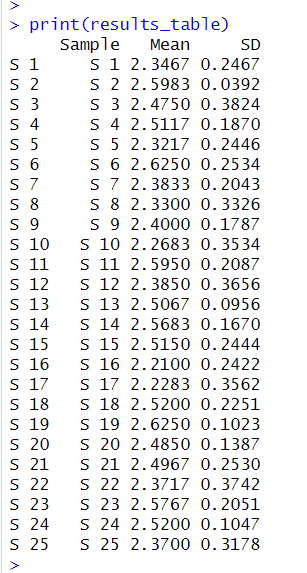 >
> print(results_table)
Sample Mean SD
S 1 S 1 2.3467 0.2467
S 2 S 2 2.5983 0.0392
S 3 S 3 2.4750 0.3824
S 4 S 4 2.5117 0.1870
S 5 S 5 2.3217 0.2446
S 6 S 6 2.6250 0.2534
S 7 S 7 2.3833 0.2043
S 8 S 8 2.3300 0.3326
S 9 S 9 2.4000 0.1787
S 10 S 10 2.2683 0.3534
S 11 S 11 2.5950 0.2087
S 12 S 12 2.3850 0.3656
S 13 S 13 2.5067 0.0956
S 14 S 14 2.5683 0.1670
S 15 S 15 2.5150 0.2444
S 16 S 16 2.2100 0.2422
S 17 S 17 2.2283 0.3562
S 18 S 18 2.5200 0.2251
S 19 S 19 2.6250 0.1023
S 20 S 20 2.4850 0.1387
S 21 S 21 2.4967 0.2530
S 22 S 22 2.3717 0.3742
S 23 S 23 2.5767 0.2051
S 24 S 24 2.5200 0.1047
S 25 S 25 2.3700 0.3178
>